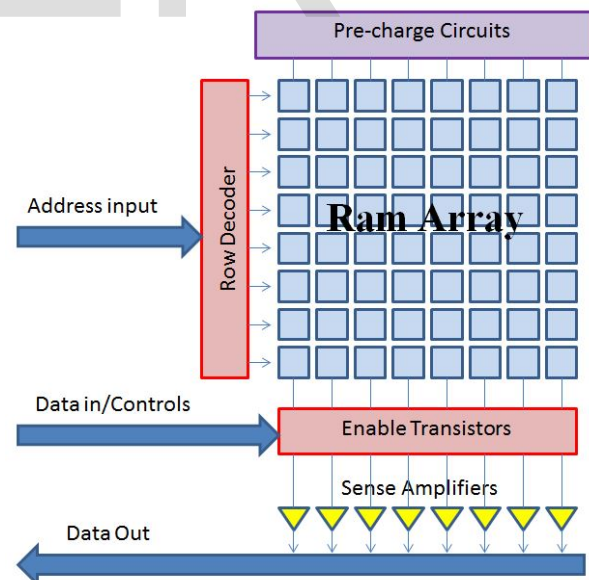 Pre-charge Circuits
Row Decoder
Address input
Ram Array
Data in/Controls
Enable Transistors
Sense Amplifiers
Data Out